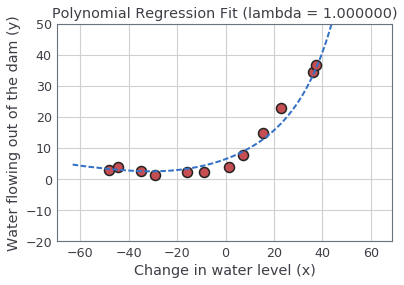 Polynomial Regression Fit (lambda = 1.000000)
Water flowing out of the dam (y)
50
40
30
20
10
0
−10
−20
−60 −40 −20 0 20 40 60
Change in water level (x)